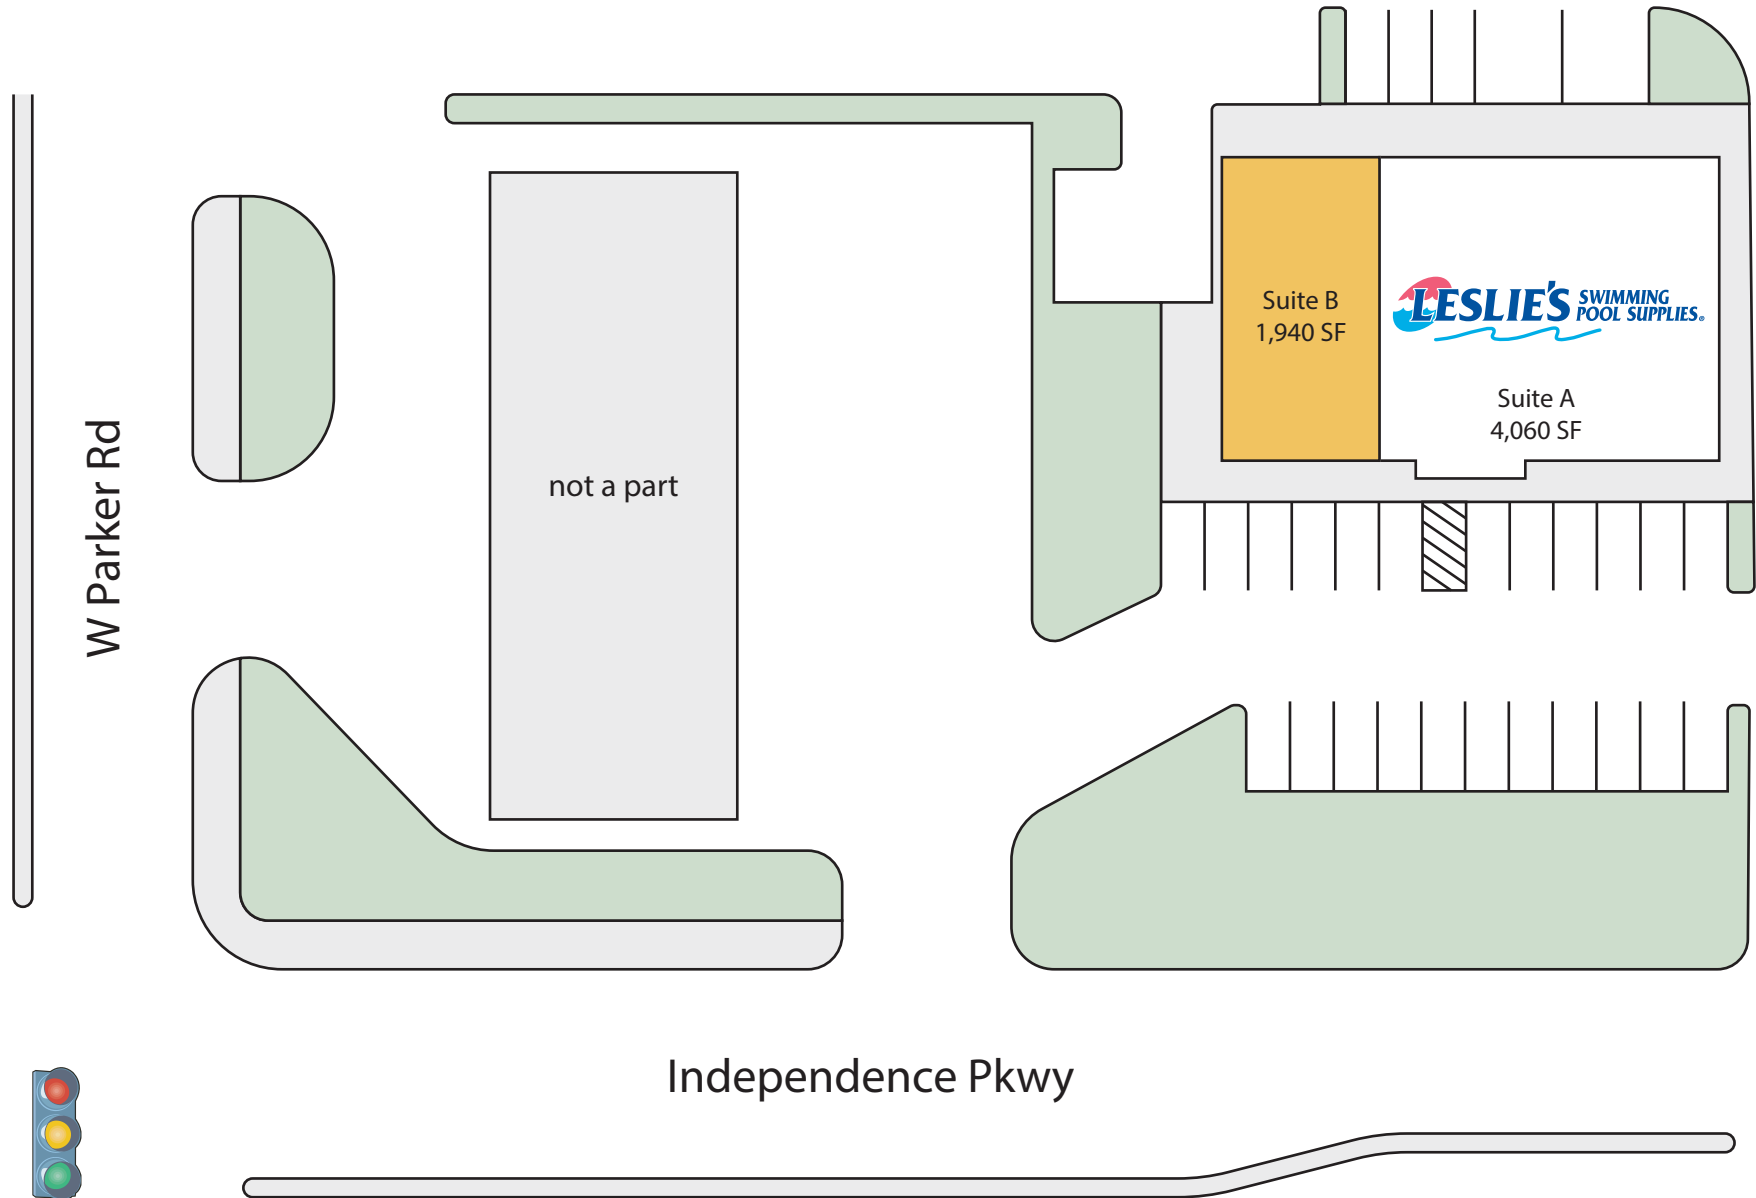 Suite B
1,940 SF
LESLIE'S SWIMMING
POOL SUPPLIES®
Suite A
4,060 SF
not a part
W Parker Rd
Independence Pkwy